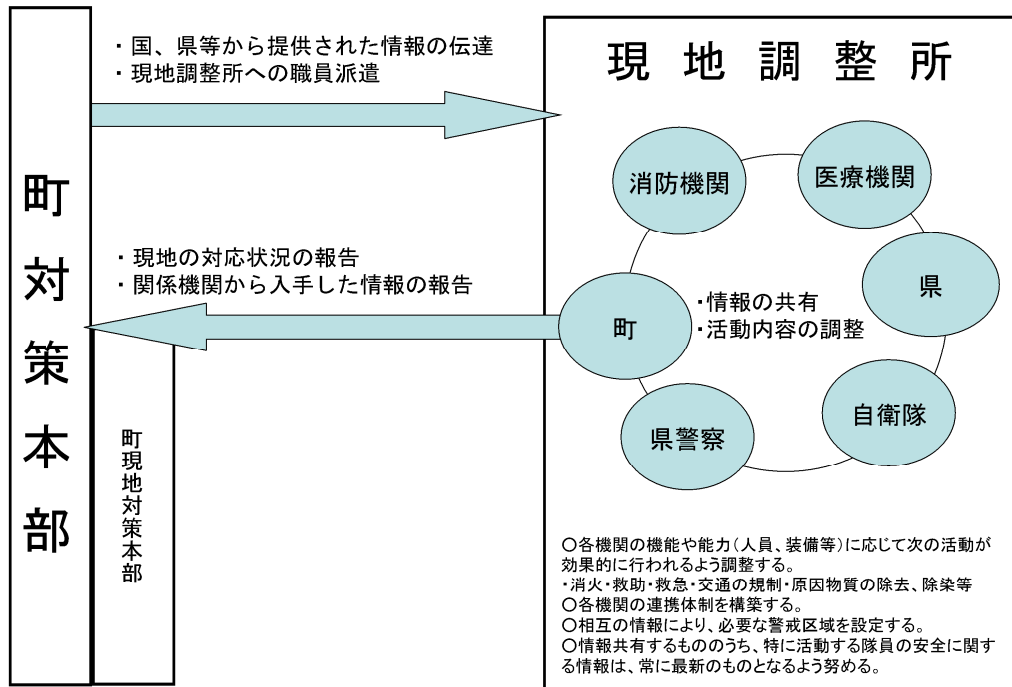 町対策本部
・国、県等から提供された情報の伝達
・現地調整所への職員派遣
・現地の対応状況の報告
・関係機関から入手した情報の報告
町現地対策本部
現地調整所
消防機関
医療機関
県
町
・情報の共有
・活動内容の調整
自衛隊
県警察
○各機関の機能や能力(人員、装備等)に応じて次の活動が
効果的に行われるよう調整する。
・消火・救助・救急・交通の規制・原因物質の除去、除染等
○各機関の連携体制を構築する。
○相互の情報により、必要な警戒区域を設定する。
○情報共有するもののうち、特に活動する隊員の安全に関す
る情報は、常に最新のものとなるよう努める。